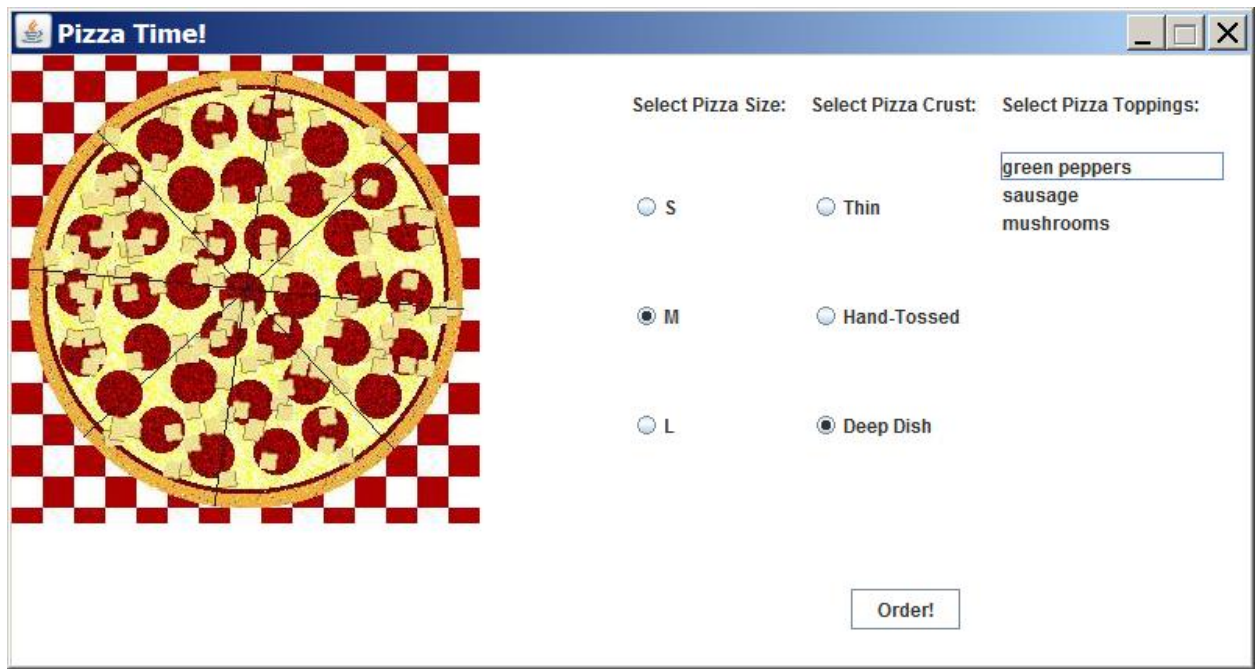 Pizza Time!
Select Pizza Size: Select Pizza Crust: Select Pizza Toppings:
green peppers
sausage
S Thin
mushrooms
M Hand-Tossed
L Deep Dish
Order!